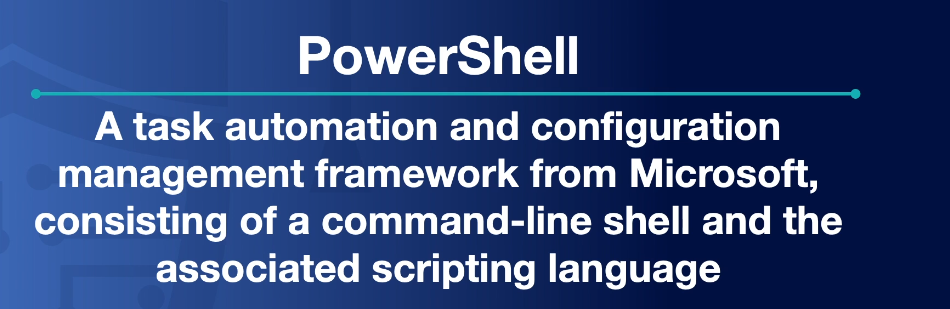 PowerShell
A task automation and configuration
management framework from Microsoft,
consisting of a command-line shell and the
associated scripting language